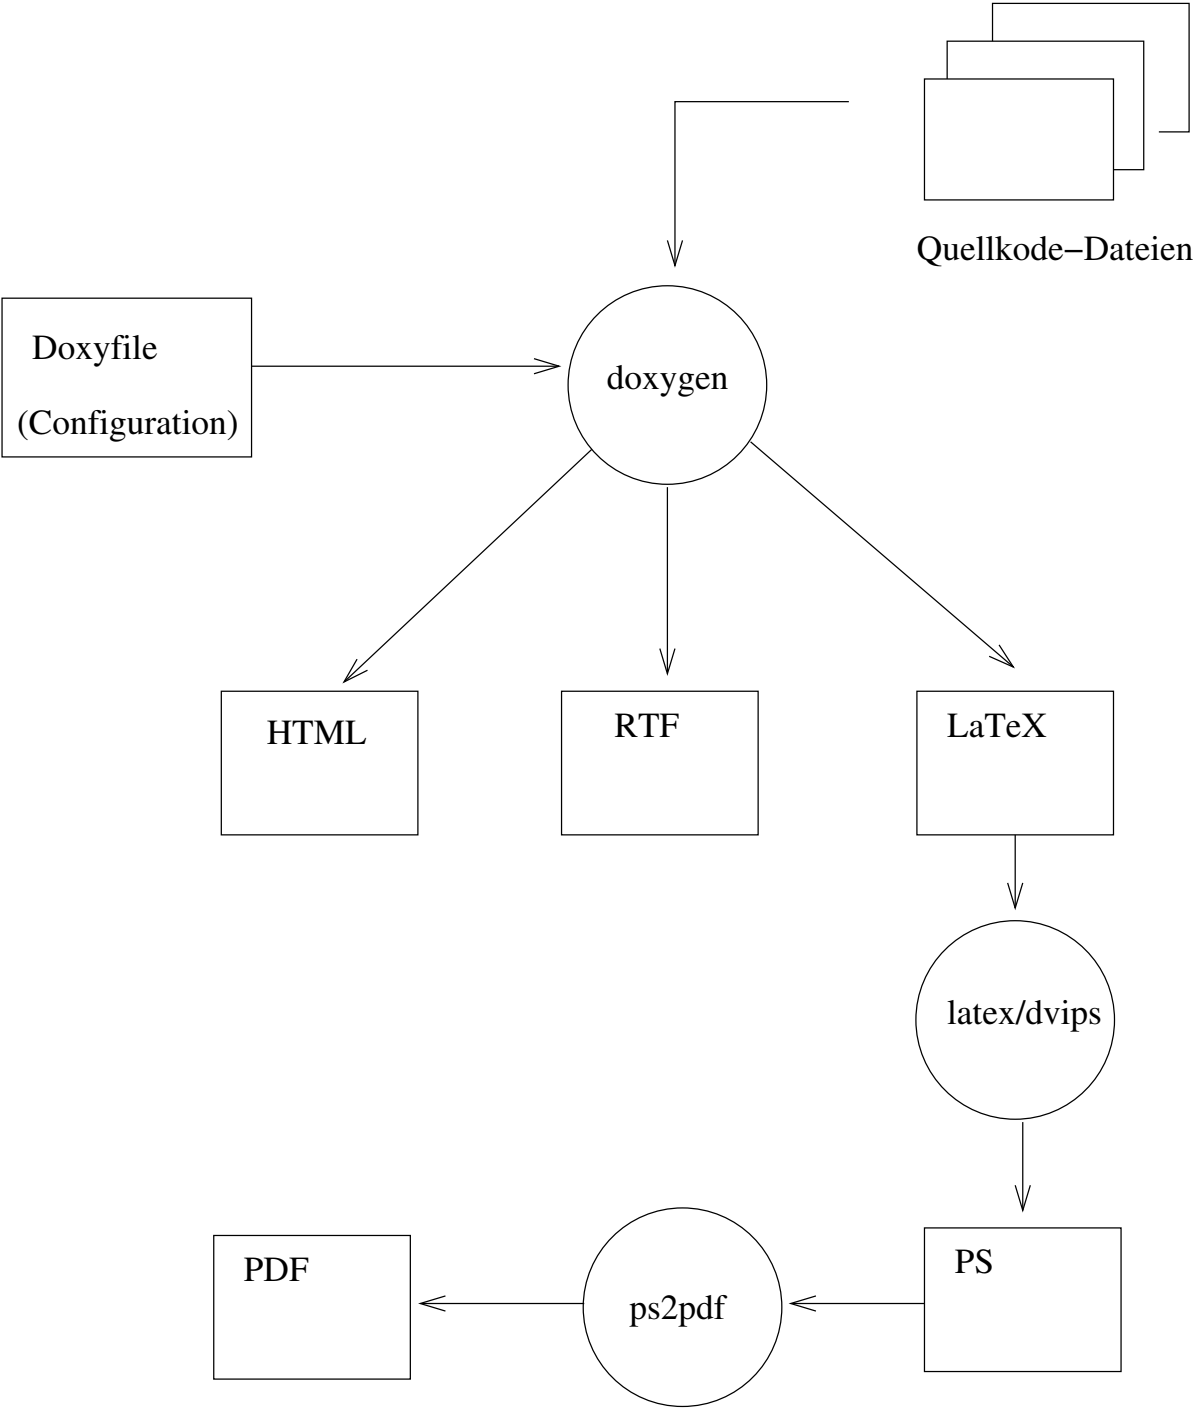 Quellkode–Dateien
Doxyfile
(Configuration)
doxygen
HTML
RTF
LaTeX
latex/dvips
PS
ps2pdf
PDF